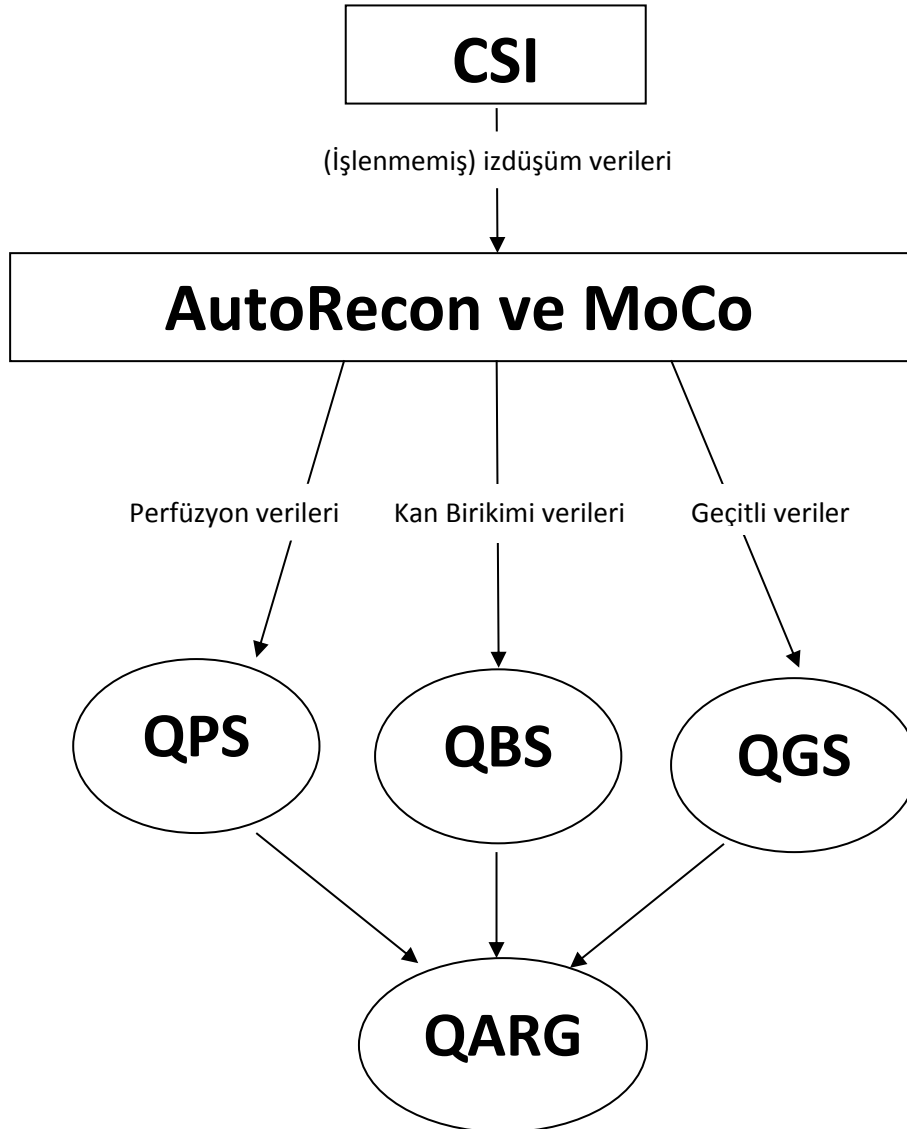 CSI
(İşlenmemiş) izdüşüm verileri
AutoRecon ve MoCo
Perfüzyon verileri
Kan Birikimi verileri
Geçitli veriler
QPS
QBS
QGS
QARG